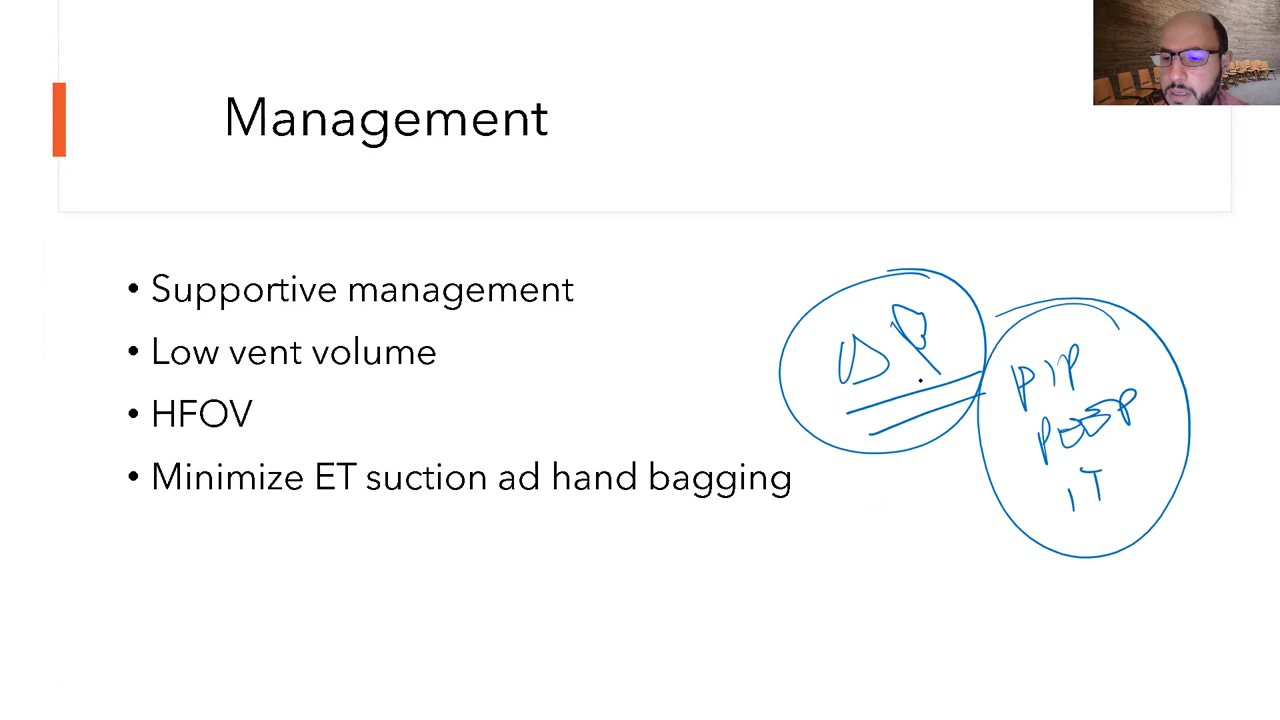 Management
• Supportive management
• Low vent volume
• HFOV
• Minimize ET suction ad hand bagging
PIP
PEEP
IT